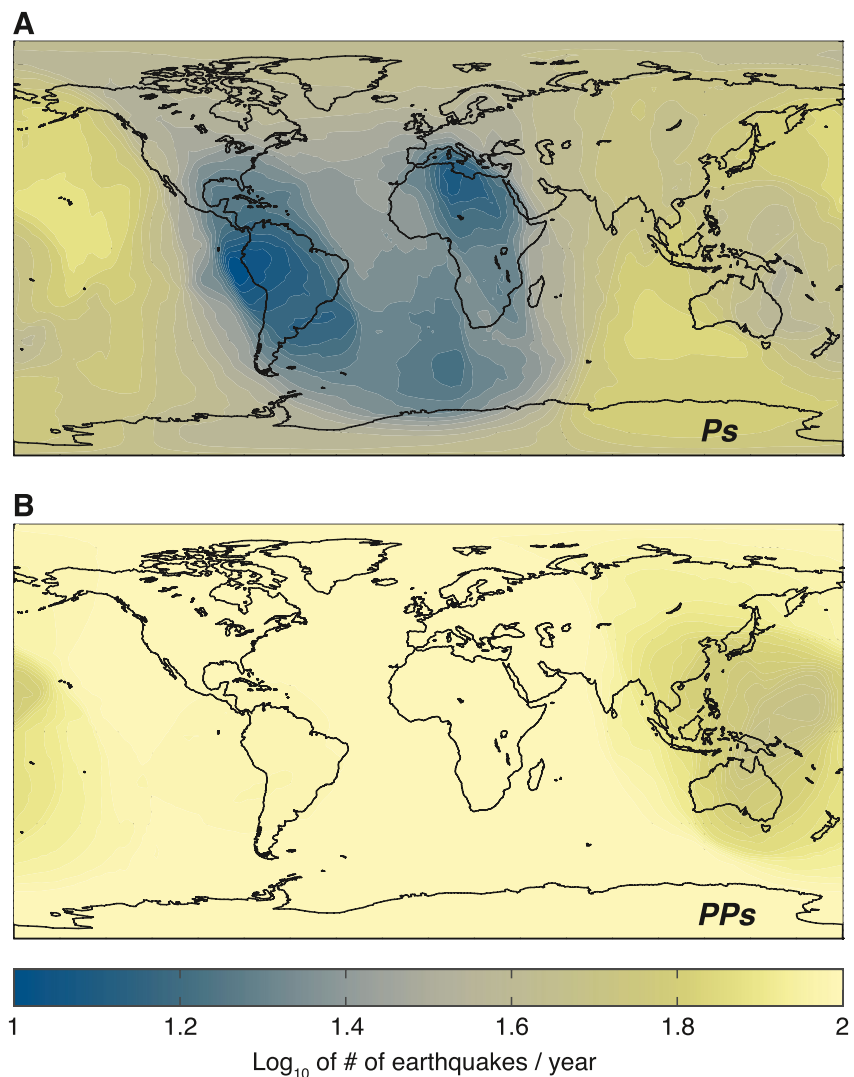 A
Ps
B
PPs
1 1.2 1.4 1.6 1.8 2
Log₁₀ of # of earthquakes / year